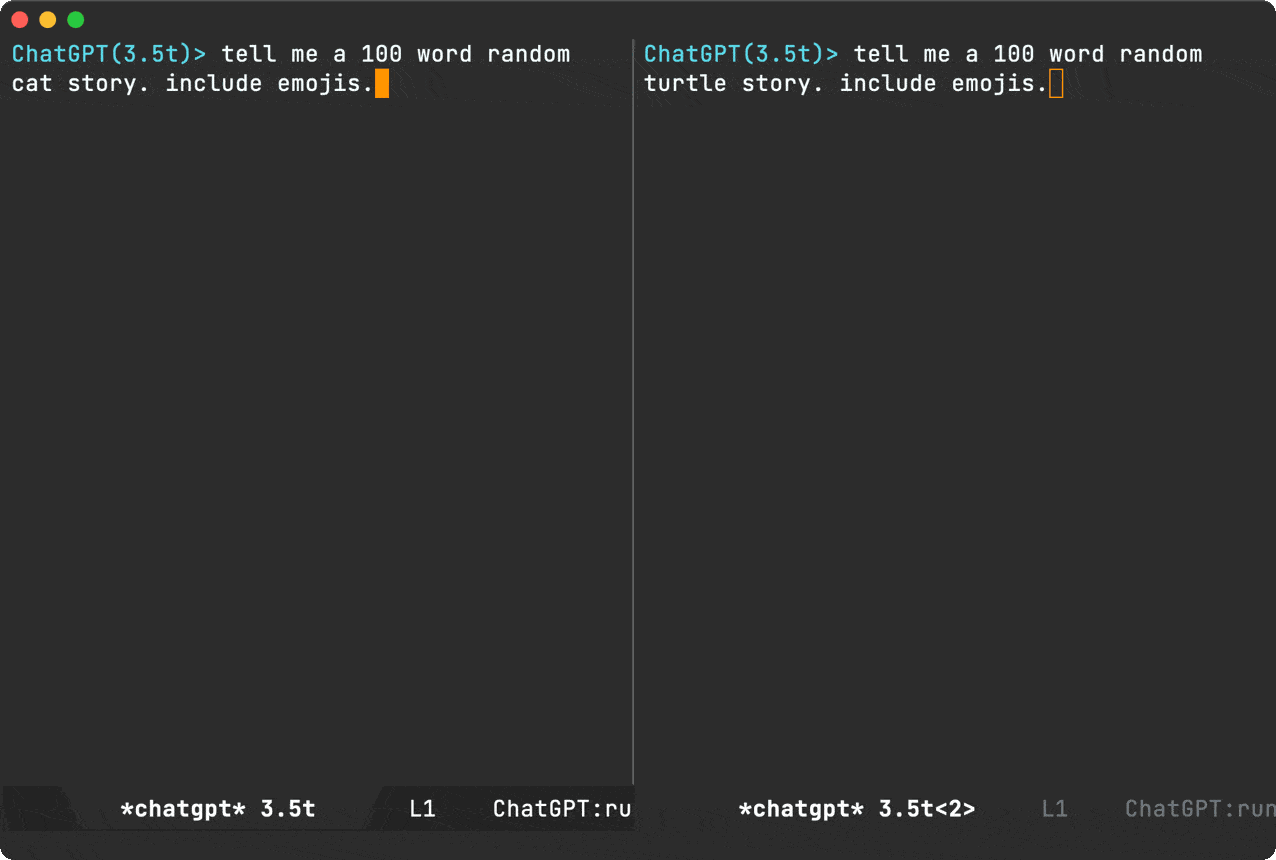 ChatGPT(3.5t)> tell me a 100 word random
cat story. include emojis.
ChatGPT(3.5t)> tell me a 100 word random
turtle story. include emojis.
*chatgpt* 3.5t L1 ChatGPT:ru
*chatgpt* 3.5t<2> L1 ChatGPT:run